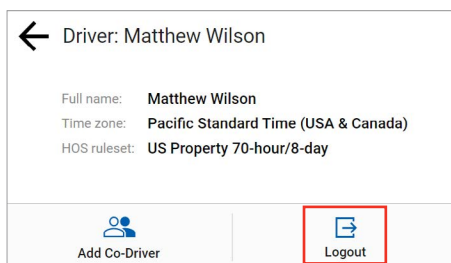 Driver: Matthew Wilson
Full name: Matthew Wilson
Time zone: Pacific Standard Time (USA & Canada)
HOS ruleset: US Property 70-hour/8-day
Add Co-Driver Logout